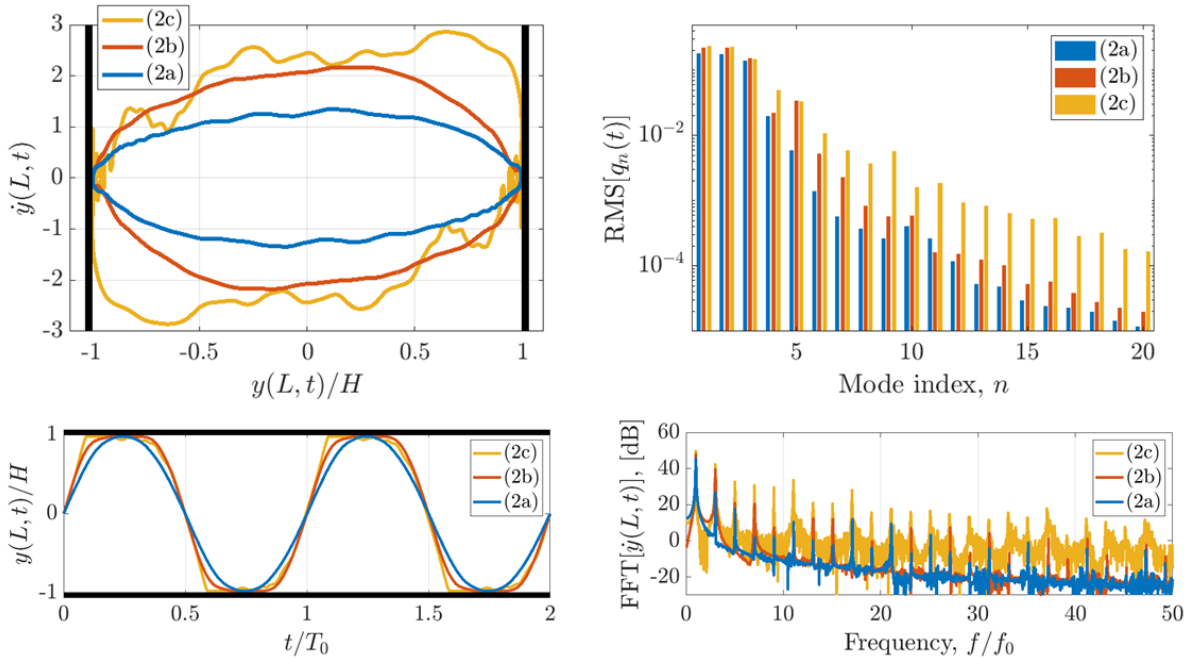 3
2
1
0
-1
-2
-3
ẏ(L, t)
-1
-0.5
0
0.5
1
y(L, t)/H
(2c)
(2b)
(2a)
10⁻²
10⁻⁴
RMS[qₙ(t)]
5
10
15
20
Mode index, n
(2a)
(2b)
(2c)
1
0
-1
y(L, t)/H
0
0.5
1
1.5
2
t/T₀
(2c)
(2b)
(2a)
60
40
20
0
-20
FFT[ẏ(L, t)], [dB]
0
10
20
30
40
50
Frequency, f/f₀
(2c)
(2b)
(2a)